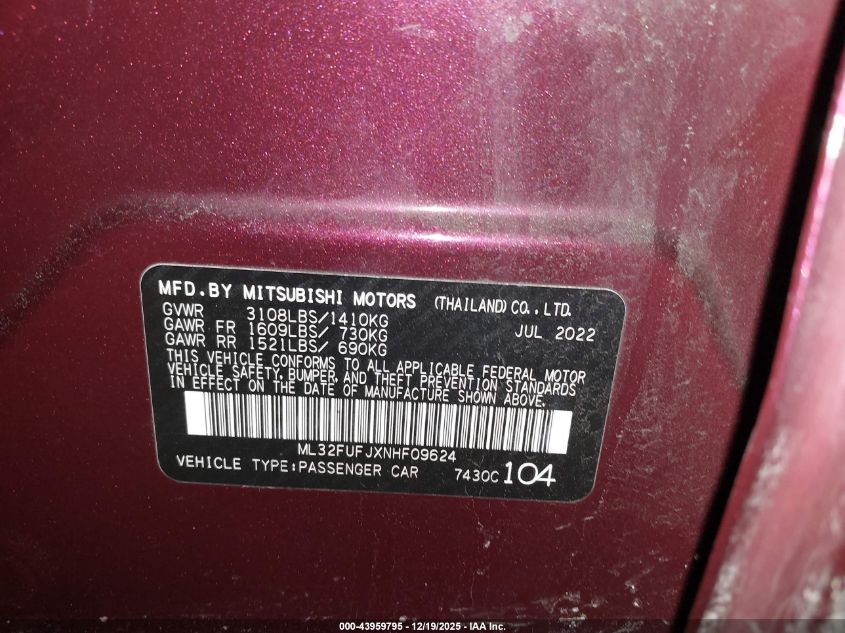 MFD.BY MITSUBISHI MOTORS (THAILAND) CO., LTD.
GVWR 3108LBS/1410KG JUL 2022
GAWR FR 1609LBS/ 730KG
GAWR RR 1521LBS/ 690KG
THIS VEHICLE CONFORMS TO ALL APPLICABLE FEDERAL MOTOR
VEHICLE SAFETY, BUMPER, AND THEFT PREVENTION STANDARDS
IN EFFECT ON THE DATE OF MANUFACTURE SHOWN ABOVE.
ML32FUFJXNHF09624
VEHICLE TYPE:PASSENGER CAR 7430C 104
000-43959795 - 12/19/2025 - IAA Inc.